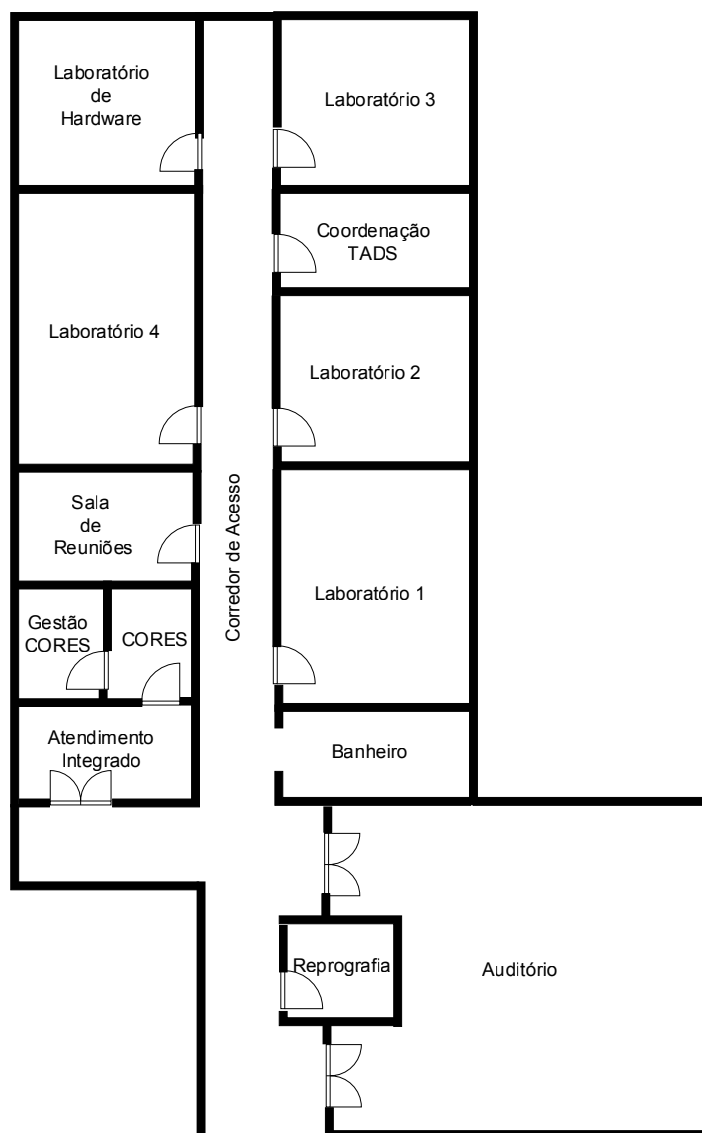 Laboratório
de
Hardware
Laboratório 3
Coordenação
TADS
Laboratório 4
Laboratório 2
Corredor de Acesso
Sala
de
Reuniões
Laboratório 1
Gestão
CORES
CORES
Atendimento
Integrado
Banheiro
Reprografia
Auditório